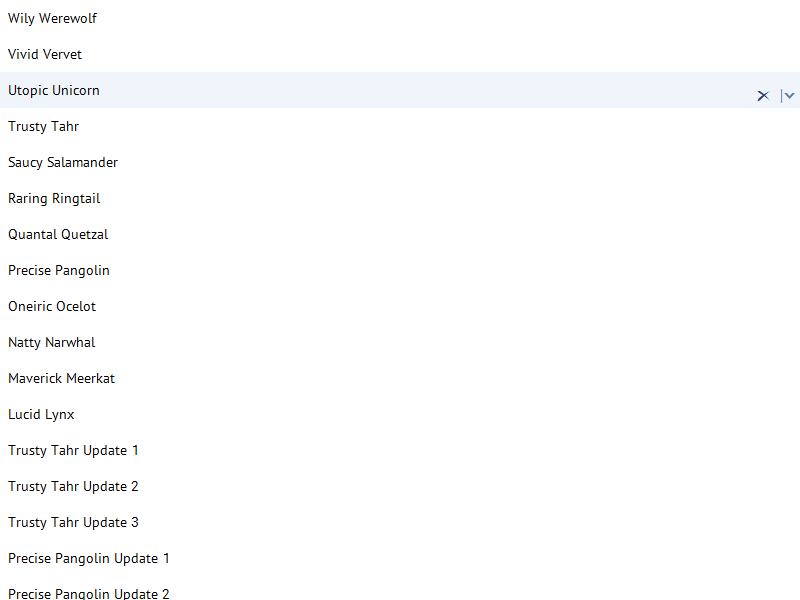 Wily Werewolf
Vivid Vervet
Utopic Unicorn
Trusty Tahr
Saucy Salamander
Raring Ringtail
Quantal Quetzal
Precise Pangolin
Oneiric Ocelot
Natty Narwhal
Maverick Meerkat
Lucid Lynx
Trusty Tahr Update 1
Trusty Tahr Update 2
Trusty Tahr Update 3
Precise Pangolin Update 1
Precise Pangolin Update 2